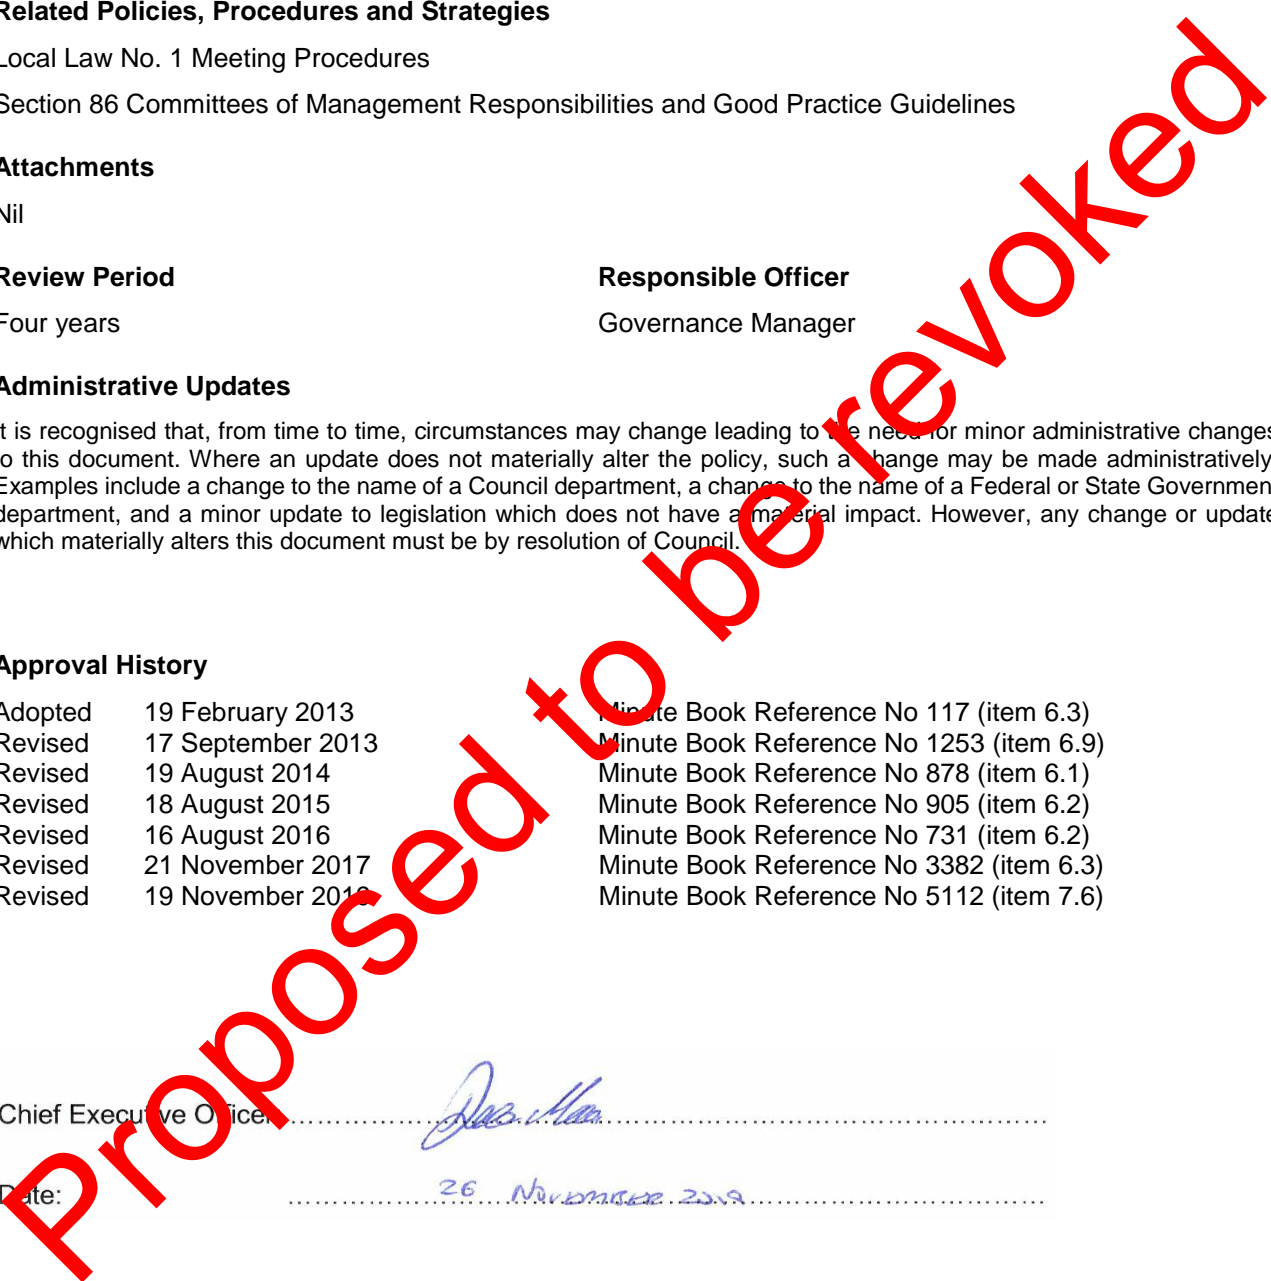 Related Policies, Procedures and Strategies
Local Law No. 1 Meeting Procedures
Section 86 Committees of Management Responsibilities and Good Practice Guidelines
Attachments
Nil
Review Period Responsible Officer
Four years Governance Manager
Administrative Updates
It is recognised that, from time to time, circumstances may change leading to the need for minor administrative changes
to this document. Where an update does not materially alter the policy, such a change may be made administratively
Examples include a change to the name of a Council department, a change to the name of a Federal or State Government
department, and a minor update to legislation which does not have a material impact. However, any change or update
which materially alters this document must be by resolution of Council.
Approval History
Adopted 19 February 2013 Minute Book Reference No 117 (item 6.3)
Revised 17 September 2013 Minute Book Reference No 1253 (item 6.9)
Revised 19 August 2014 Minute Book Reference No 878 (item 6.1)
Revised 18 August 2015 Minute Book Reference No 905 (item 6.2)
Revised 16 August 2016 Minute Book Reference No 731 (item 6.2)
Revised 21 November 2017 Minute Book Reference No 3382 (item 6.3)
Revised 19 November 2019 Minute Book Reference No 5112 (item 7.6)
Chief Executive Officer
Date: 26 November 2019
Proposed to be revoked